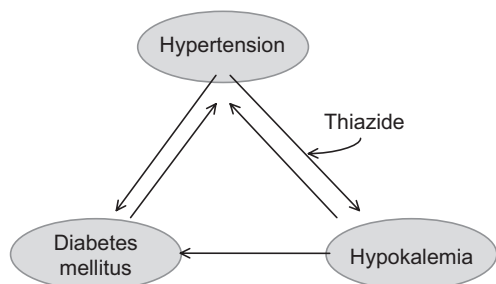 Hypertension
Thiazide
Diabetes
mellitus
Hypokalemia